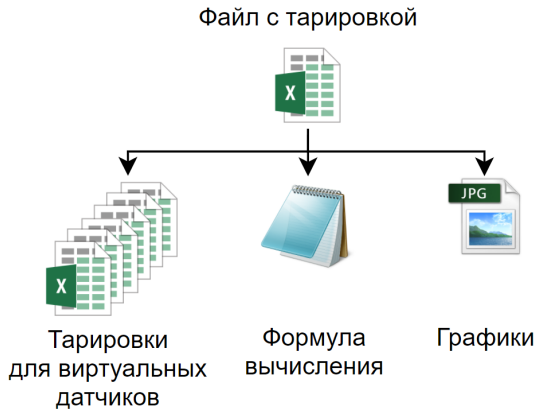 Файл с тарировкой
X
JPG
X
Тарировки
для виртуальных
датчиков
Формула
вычисления
Графики